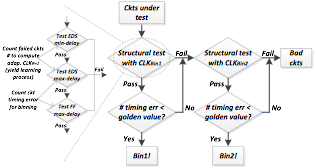 Ckts under
test
Test EDS
min-delay
Count failed ckts
# to compute
adap. CLKBin1
(yield learning
process)
Pass
Test EDS
max-delay
Fail
Count ckt
timing error
for binning
Pass
Test FF
max-delay
Pass
Structural test
with CLKBin1
Fail
Structural test
with CLKBin2
Fail
Bad
ckts
Pass
Pass
# timing err <
golden value?
No
# timing err <
golden value?
No
Yes
Yes
Bin1!
Bin2!